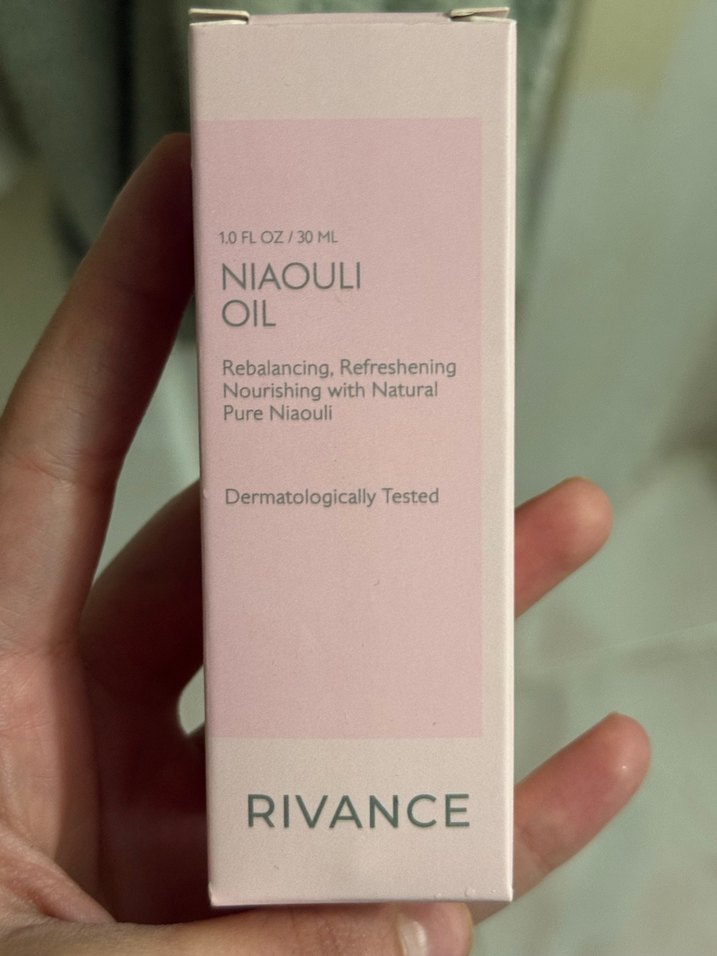 1.0 FL OZ / 30 ML
NIAOULI
OIL
Rebalancing, Refreshening
Nourishing with Natural
Pure Niaouli
Dermatologically Tested
RIVANCE